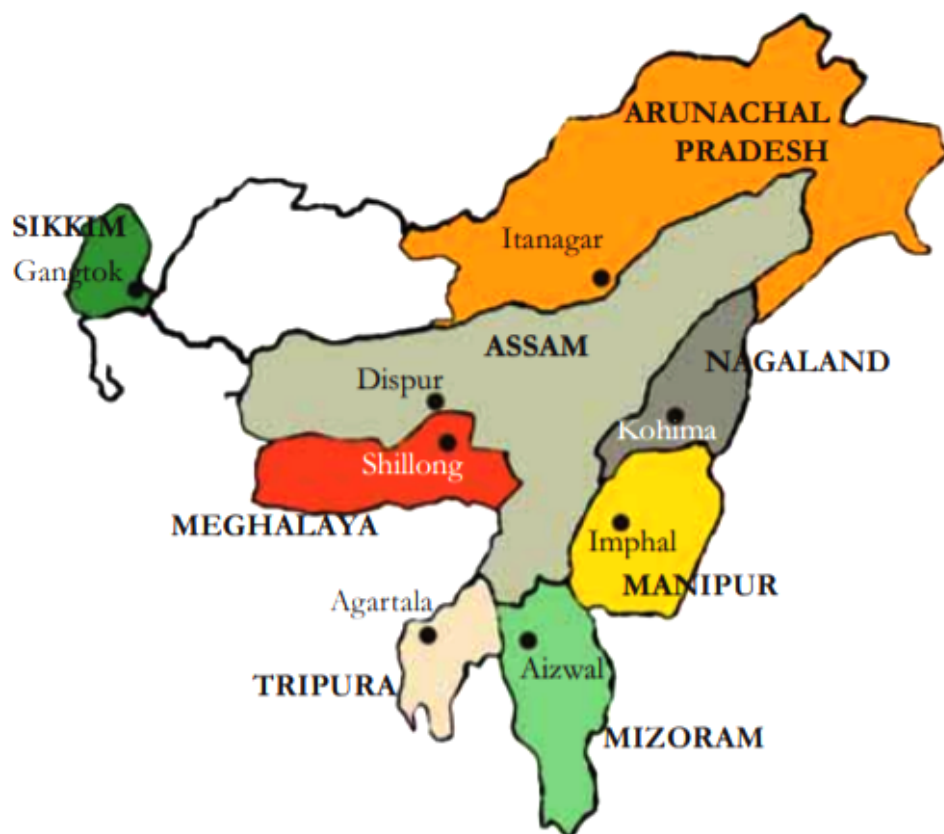 ARUNACHAL
PRADESH
SIKKIM
Gangtok
Itanagar
ASSAM
NAGALAND
Dispur
Kohima
Shillong
MEGHALAYA
Imphal
MANIPUR
Agartala
Aizwal
TRIPURA
MIZORAM